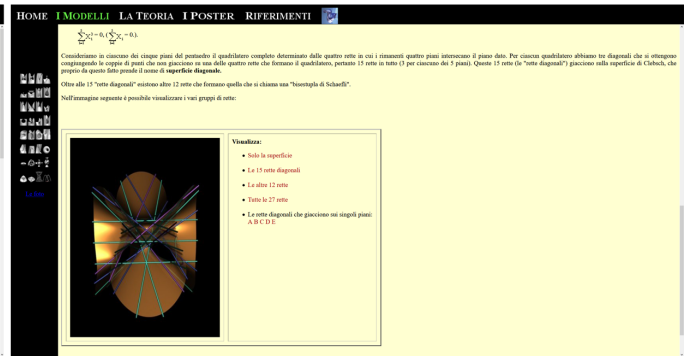 HOME I MODELLI LA TEORIA I POSTER RIFERIMENTI
Consideriamo in ciascuno dei cinque piani del pentaedro il quadrilatero completo determinato dalle quattro rette in cui i rimanenti quattro piani intersecano il piano dato. Per ciascun quadrilatero abbiamo tre diagonali che si ottengono
congiungendo le coppie di punti che non giacciono su una delle quattro rette che formano il quadrilatero, pertanto 15 rette in tutto (3 per ciascuno dei 5 piani). Queste 15 rette (le "rette diagonali") giacciono sulla superficie di Clebsch, che
proprio da questo fatto prende il nome di superficie diagonale.
Oltre alle 15 "rette diagonali" esistono altre 12 rette che formano quella che si chiama una "bisestupla di Schaefli".
Nell'immagine seguente è possibile visualizzare i vari gruppi di rette:
Visualizza:
Solo la superficie
Le 15 rette diagonali
Le altre 12 rette
Tutte le 27 rette
Le rette diagonali che giacciono sui singoli piani:
A B C D E